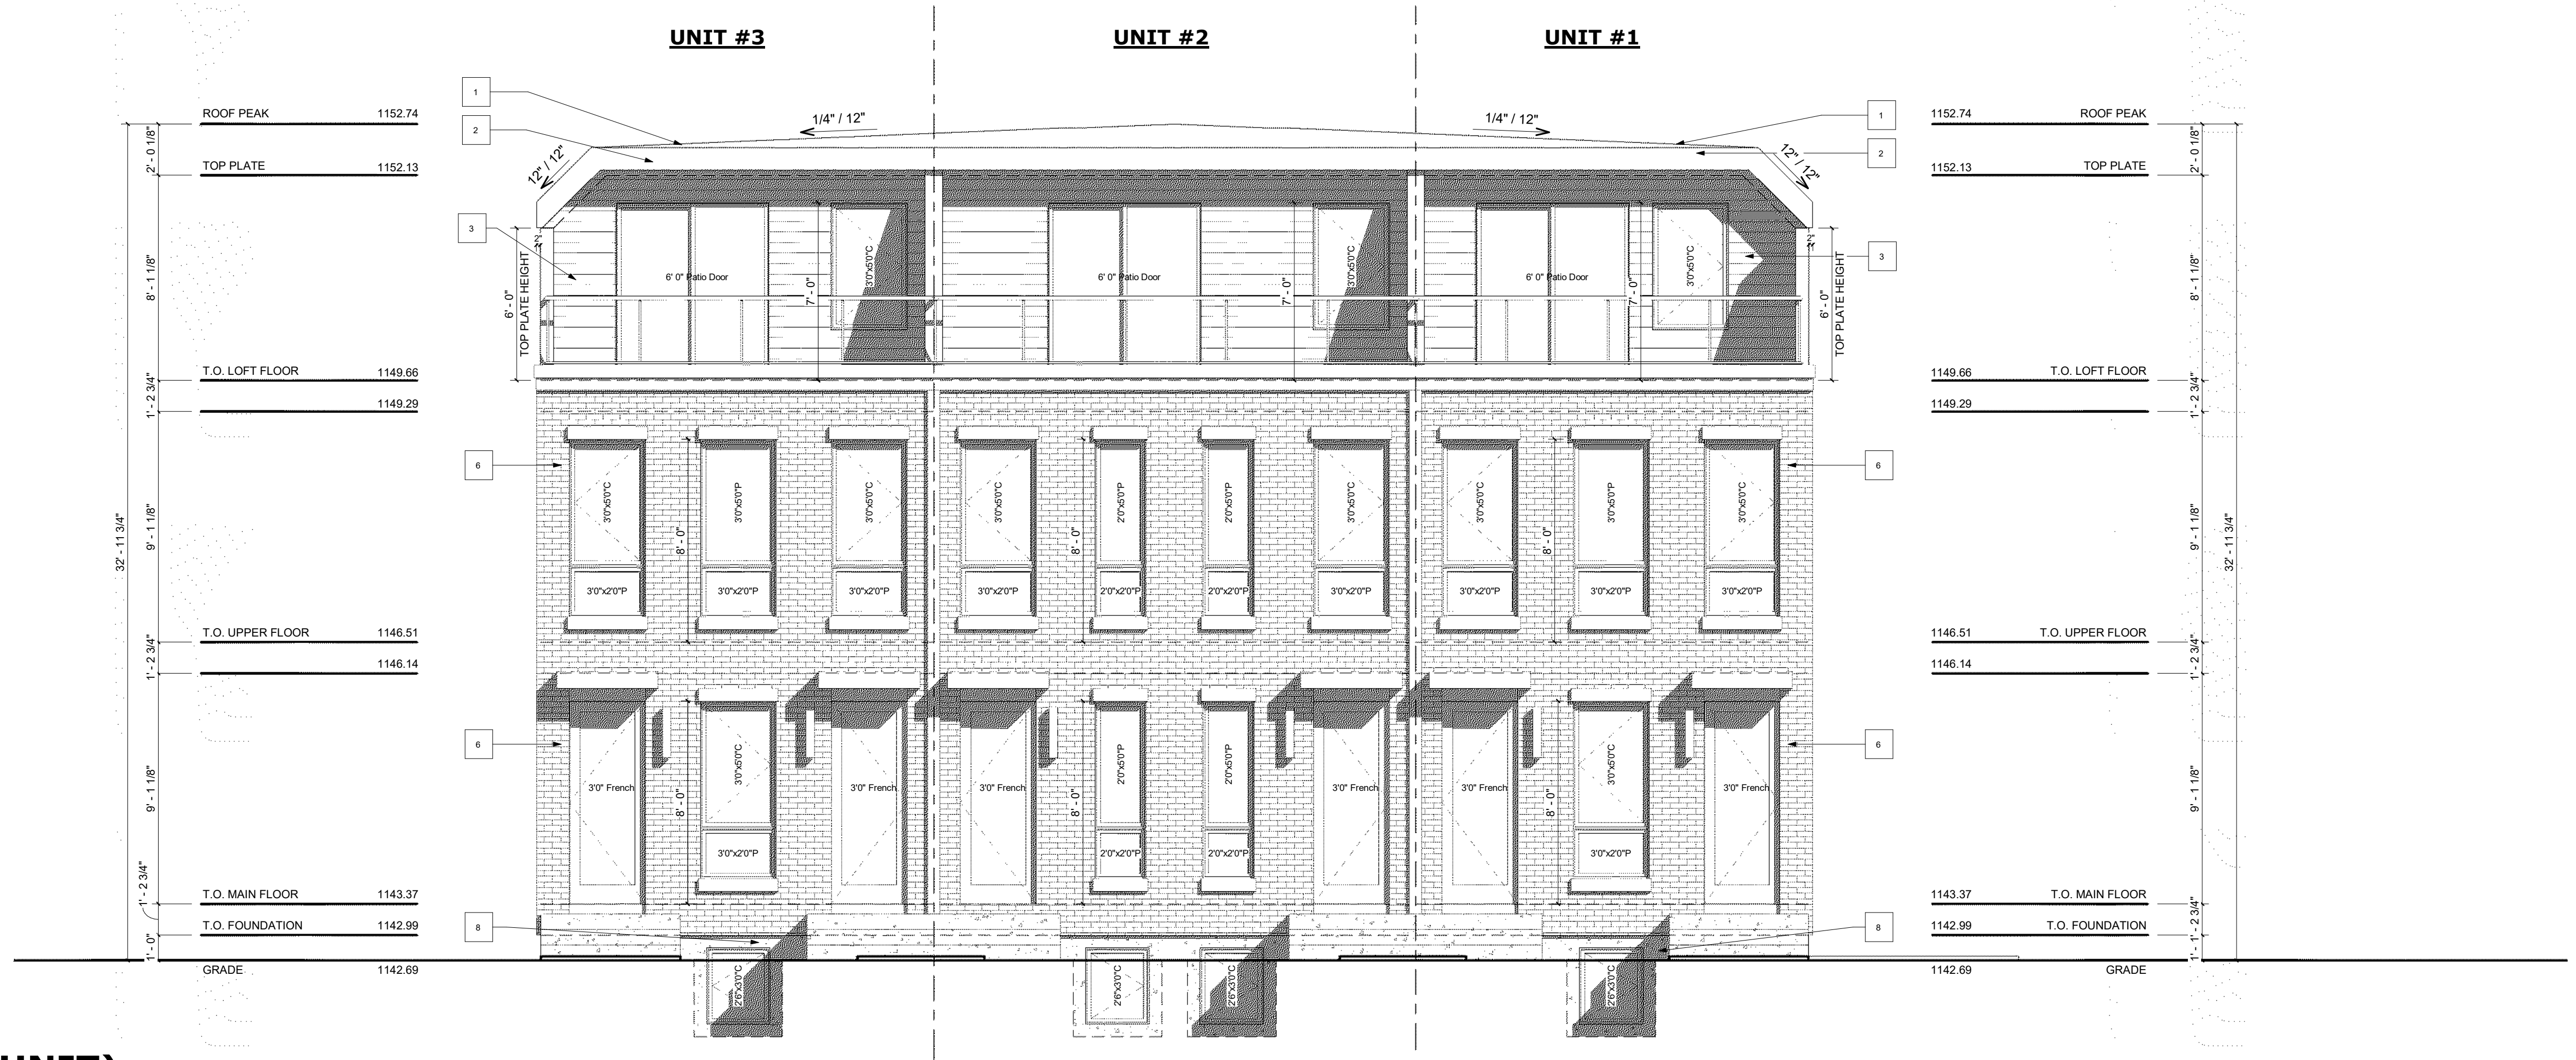 UNIT #3
UNIT #2
UNIT #1
1
1/4" / 12"
1/4" / 12"
1
ROOF PEAK 1152.74
1152.74 ROOF PEAK
2
2
12" / 12"
12" / 12"
2' - 0 1/8"
2' - 0 1/8"
TOP PLATE 1152.13
1152.13 TOP PLATE
3
3
2"
2"
6' - 0"
TOP PLATE HEIGHT
6' 0" Patio Door
7' - 0"
3'0"x5'0"C
6' 0" Patio Door
7' - 0"
3'0"x5'0"C
6' 0" Patio Door
7' - 0"
3'0"x5'0"C
6' - 0"
TOP PLATE HEIGHT
8' - 1 1/8"
8' - 1 1/8"
T.O. LOFT FLOOR 1149.66
1149.66 T.O. LOFT FLOOR
1' - 2 3/4"
1' - 2 3/4"
1149.29
1149.29
6
6
3'0"x5'0"C
3'0"x5'0"P
3'0"x5'0"C
3'0"x5'0"C
2'0"x5'0"P
2'0"x5'0"P
3'0"x5'0"C
3'0"x5'0"C
3'0"x5'0"P
3'0"x5'0"C
32' - 11 3/4"
9' - 1 1/8"
8' - 0"
8' - 0"
8' - 0"
9' - 1 1/8"
32' - 11 3/4"
3'0"x2'0"P
3'0"x2'0"P
3'0"x2'0"P
3'0"x2'0"P
2'0"x2'0"P
2'0"x2'0"P
3'0"x2'0"P
3'0"x2'0"P
3'0"x2'0"P
3'0"x2'0"P
T.O. UPPER FLOOR 1146.51
1146.51 T.O. UPPER FLOOR
1' - 2 3/4"
1' - 2 3/4"
1146.14
1146.14
6
6
3'0"x5'0"C
2'0"x5'0"P
2'0"x5'0"P
3'0"x5'0"C
9' - 1 1/8"
3'0" French
8' - 0"
3'0" French
3'0" French
8' - 0"
3'0" French
3'0" French
8' - 0"
3'0" French
9' - 1 1/8"
3'0"x2'0"P
2'0"x2'0"P
2'0"x2'0"P
3'0"x2'0"P
1' - 2 3/4"
T.O. MAIN FLOOR 1143.37
1143.37 T.O. MAIN FLOOR
8
8
T.O. FOUNDATION 1142.99
1142.99 T.O. FOUNDATION
1' - 0"
1' - 2 3/4"
1' -
GRADE 1142.69
1142.69 GRADE
2'6"x3'0"C
2'6"x3'0"C
2'6"x3'0"C
2'6"x3'0"C